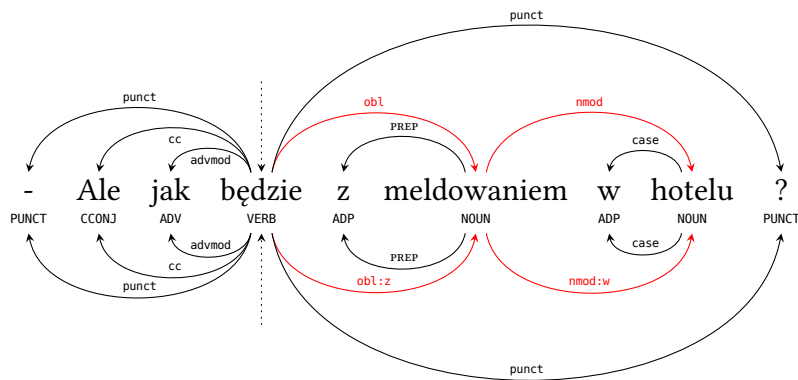 punct
punct
obl
nmod
cc
PREP
case
advmod
- Ale jak będzie z meldowaniem w hotelu ?
PUNCT CCONJ ADV VERB ADP NOUN ADP NOUN PUNCT
advmod
case
cc
PREP
punct
obl:z
nmod:w
punct